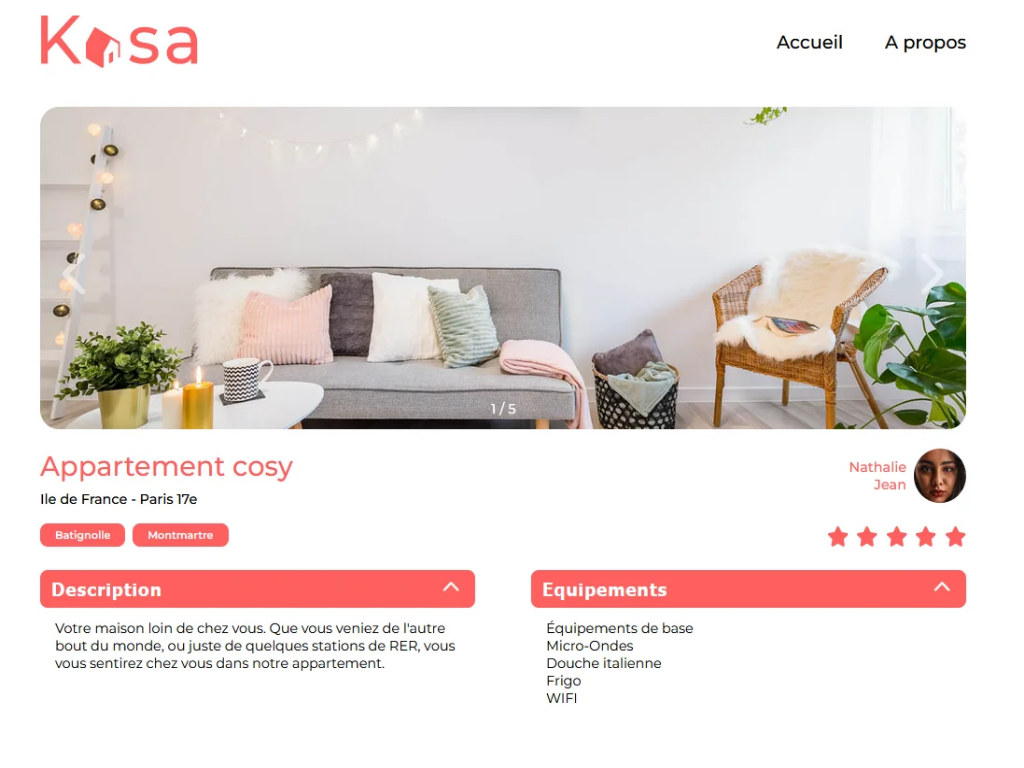 Kasa
Accueil
A propos
1 / 5
Appartement cosy
Ile de France - Paris 17e
Nathalie
Jean
Batignolle
Montmartre
Description
Votre maison loin de chez vous. Que vous veniez de l'autre
bout du monde, ou juste de quelques stations de RER, vous
vous sentirez chez vous dans notre appartement.
Equipements
Équipements de base
Micro-Ondes
Douche italienne
Frigo
WIFI